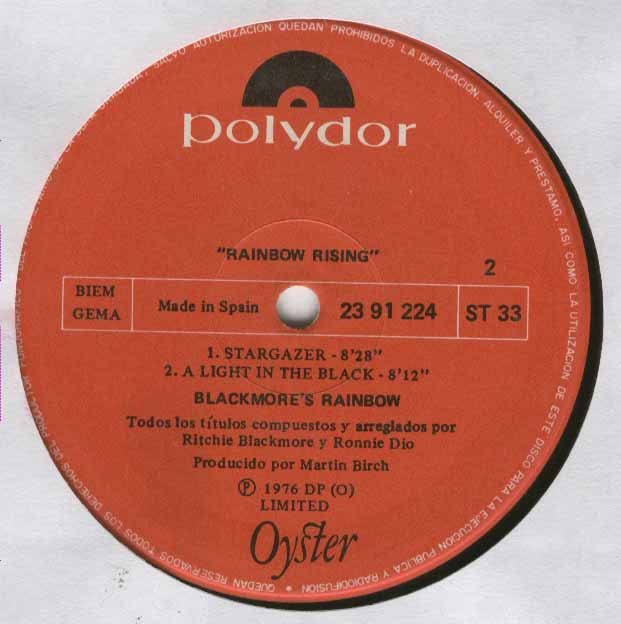 polydor
"RAINBOW RISING"
2
BIEM
GEMA
Made in Spain
23 91 224
ST 33
1. STARGAZER - 8'28"
2. A LIGHT IN THE BLACK - 8'12"
BLACKMORE'S RAINBOW
Todos los títulos compuestos y arreglados por
Ritchie Blackmore y Ronnie Dio
Producido por Martin Birch
Ⓟ 1976 DP (O)
LIMITED
Oyster
QUEDAN RESERVADOS TODOS LOS DERECHOS DEL PRODUCTOR
SALVO AUTORIZACION QUEDAN PROHIBIDOS LA DUPLICACION, ALQUILER Y PRESTAMO, ASI COMO LA UTILIZACION DE ESTE DISCO PARA LA EJECUCION PUBLICA Y RADIODIFUSION •